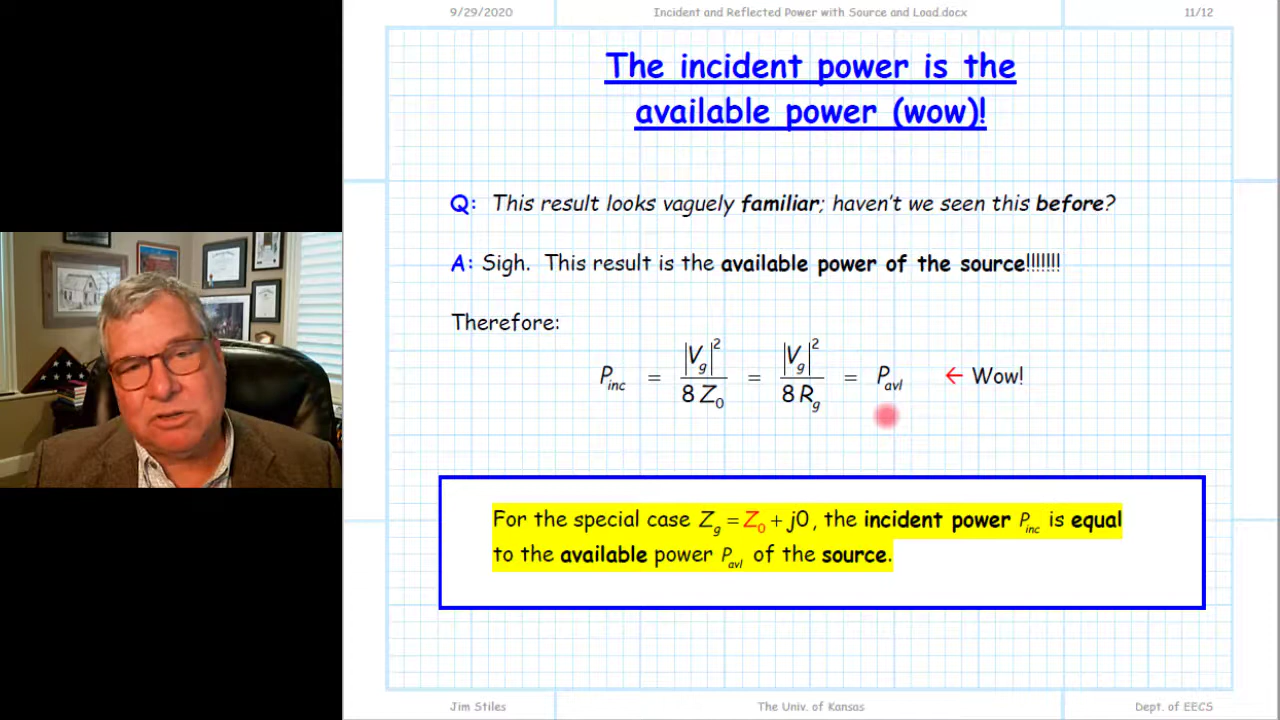 9/29/2020 Incident and Reflected Power with Source and Load.docx 11/12
The incident power is the
available power (wow)!
Q: This result looks vaguely familiar; haven't we seen this before?
A: Sigh. This result is the available power of the source!!!!!!!
Therefore:
P_inc = |V_g|^2 / 8 Z_0 = |V_g|^2 / 8 R_g = P_avl ← Wow!
For the special case Z_g = Z_0 + j0, the incident power P_inc is equal
to the available power P_avl of the source.
Jim Stiles The Univ. of Kansas Dept. of EECS